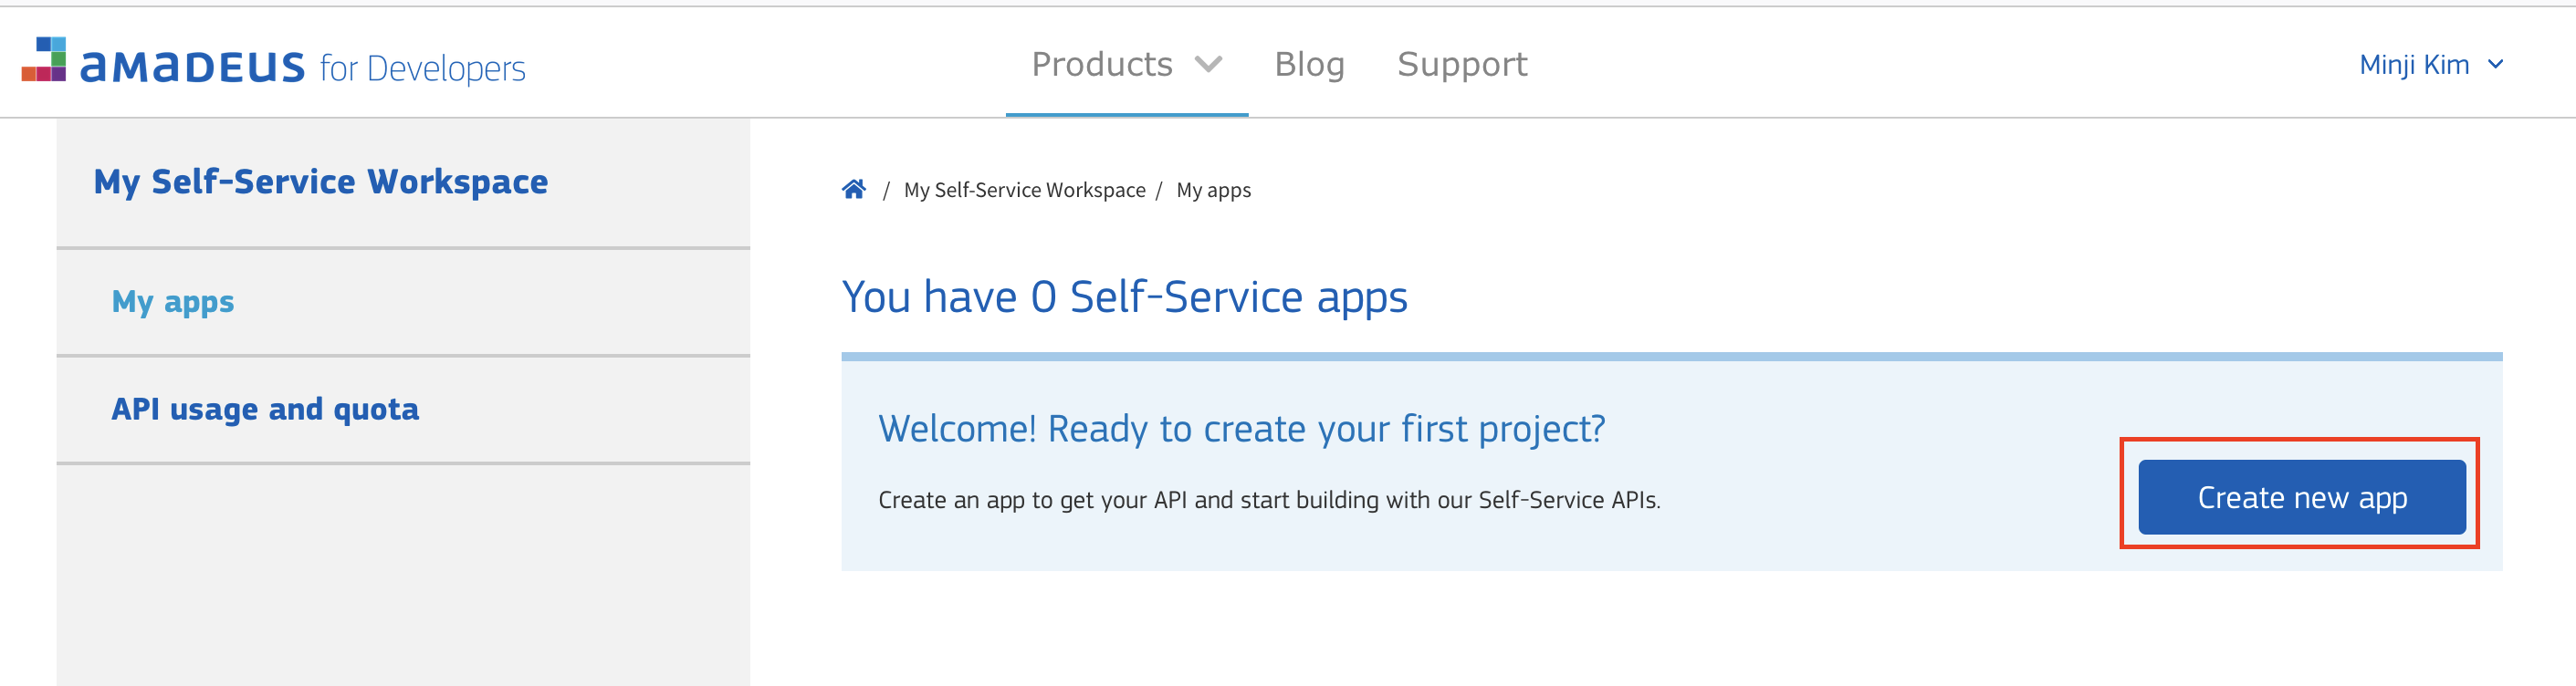 amadeus for Developers
Products
Blog
Support
Minji Kim
My Self-Service Workspace
My apps
API usage and quota
/ My Self-Service Workspace / My apps
You have 0 Self-Service apps
Welcome! Ready to create your first project?
Create an app to get your API and start building with our Self-Service APIs.
Create new app